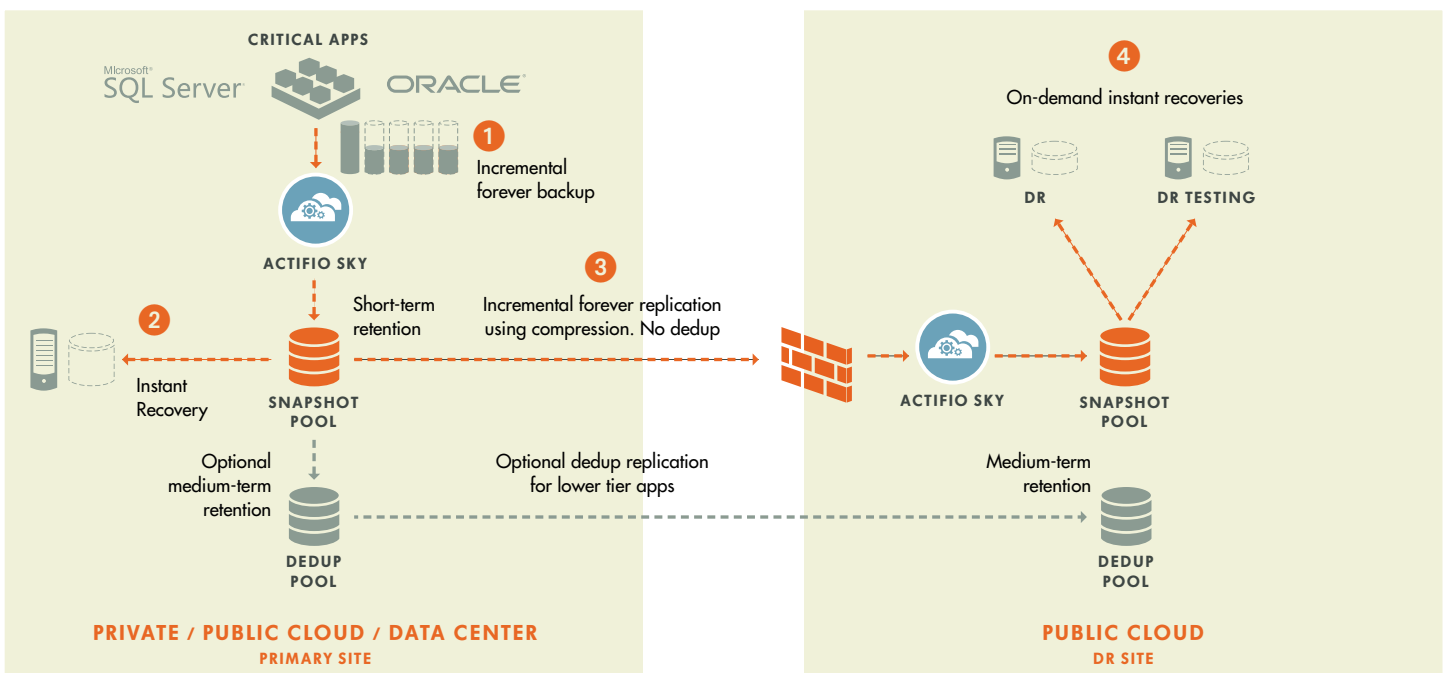 CRITICAL APPS
Microsoft®
SQL Server
ORACLE®
1
Incremental
forever backup
ACTIFIO SKY
Short-term
retention
2
Instant
Recovery
SNAPSHOT
POOL
3
Incremental forever replication
using compression. No dedup
Optional
medium-term
retention
DEDUP
POOL
Optional dedup replication
for lower tier apps
PRIVATE / PUBLIC CLOUD / DATA CENTER
PRIMARY SITE
4
On-demand instant recoveries
DR
DR TESTING
ACTIFIO SKY
SNAPSHOT
POOL
Medium-term
retention
DEDUP
POOL
PUBLIC CLOUD
DR SITE